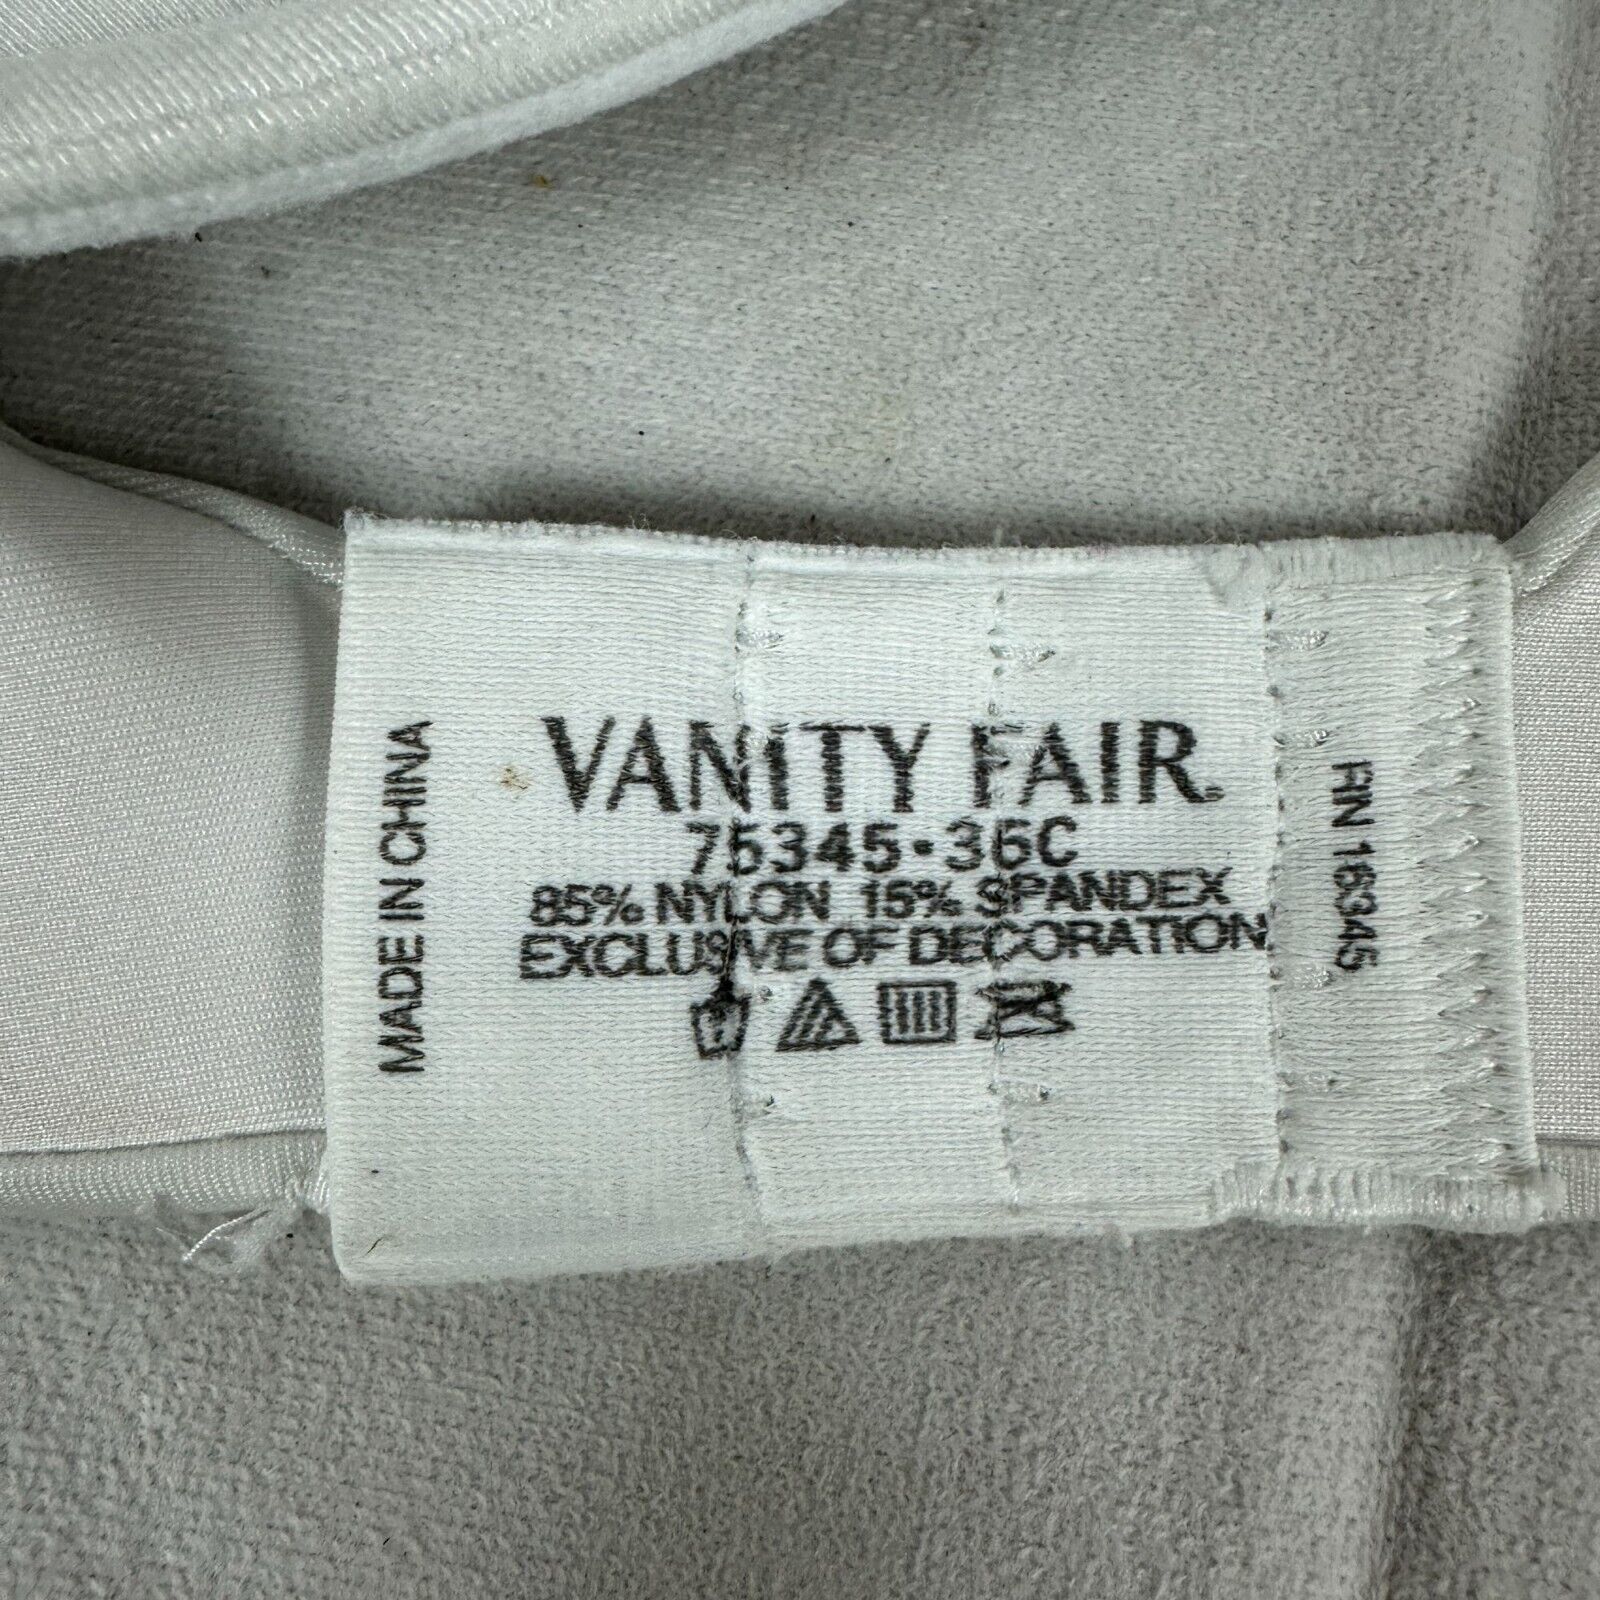 MADE IN CHINA
VANITY FAIR.
75345•36C
85% NYLON 15% SPANDEX
EXCLUSIVE OF DECORATION
RN 16345